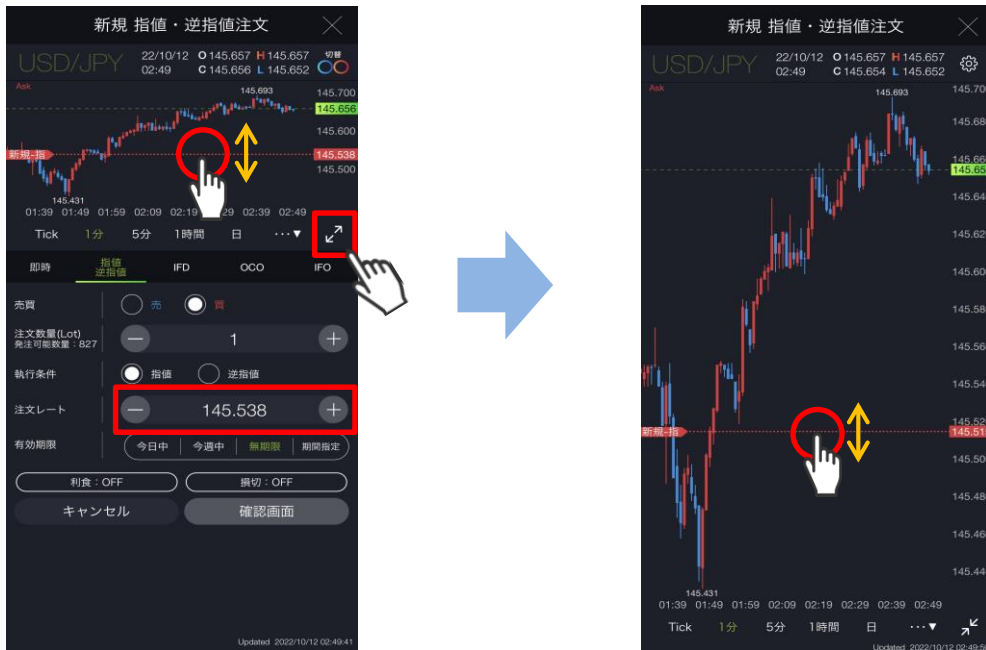 新規 指値・逆指値注文
USD/JPY 22/10/12 O 145.657 H 145.657 切替
02:49 C 145.656 L 145.652
Ask
145.693
145.700
145.656
145.600
新規-指
145.538
145.500
145.431
01:39 01:49 01:59 02:09 02:19 02:39 02:49
Tick 1分 5分 1時間 日 ···▼
即時 指値 逆指値 IFD OCO IFO
売買 売 買
注文数量(Lot) 1
発注可能数量:827
執行条件 指値 逆指値
注文レート 145.538
有効期限 今日中 今週中 無期限 期間指定
利食:OFF 損切:OFF
キャンセル 確認画面
Updated 2022/10/12 02:49:41
新規 指値・逆指値注文
USD/JPY 22/10/12 O 145.657 H 145.657
02:49 C 145.654 L 145.652
Ask
145.693
145.70
145.68
145.66
145.65
145.64
145.62
145.60
145.58
145.56
145.54
145.52
新規-指
145.51
145.50
145.48
145.46
145.44
145.431
01:39 01:49 01:59 02:09 02:19 02:29 02:39 02:49
Tick 1分 5分 1時間 日 ···▼
Updated 2022/10/12 02:49:5